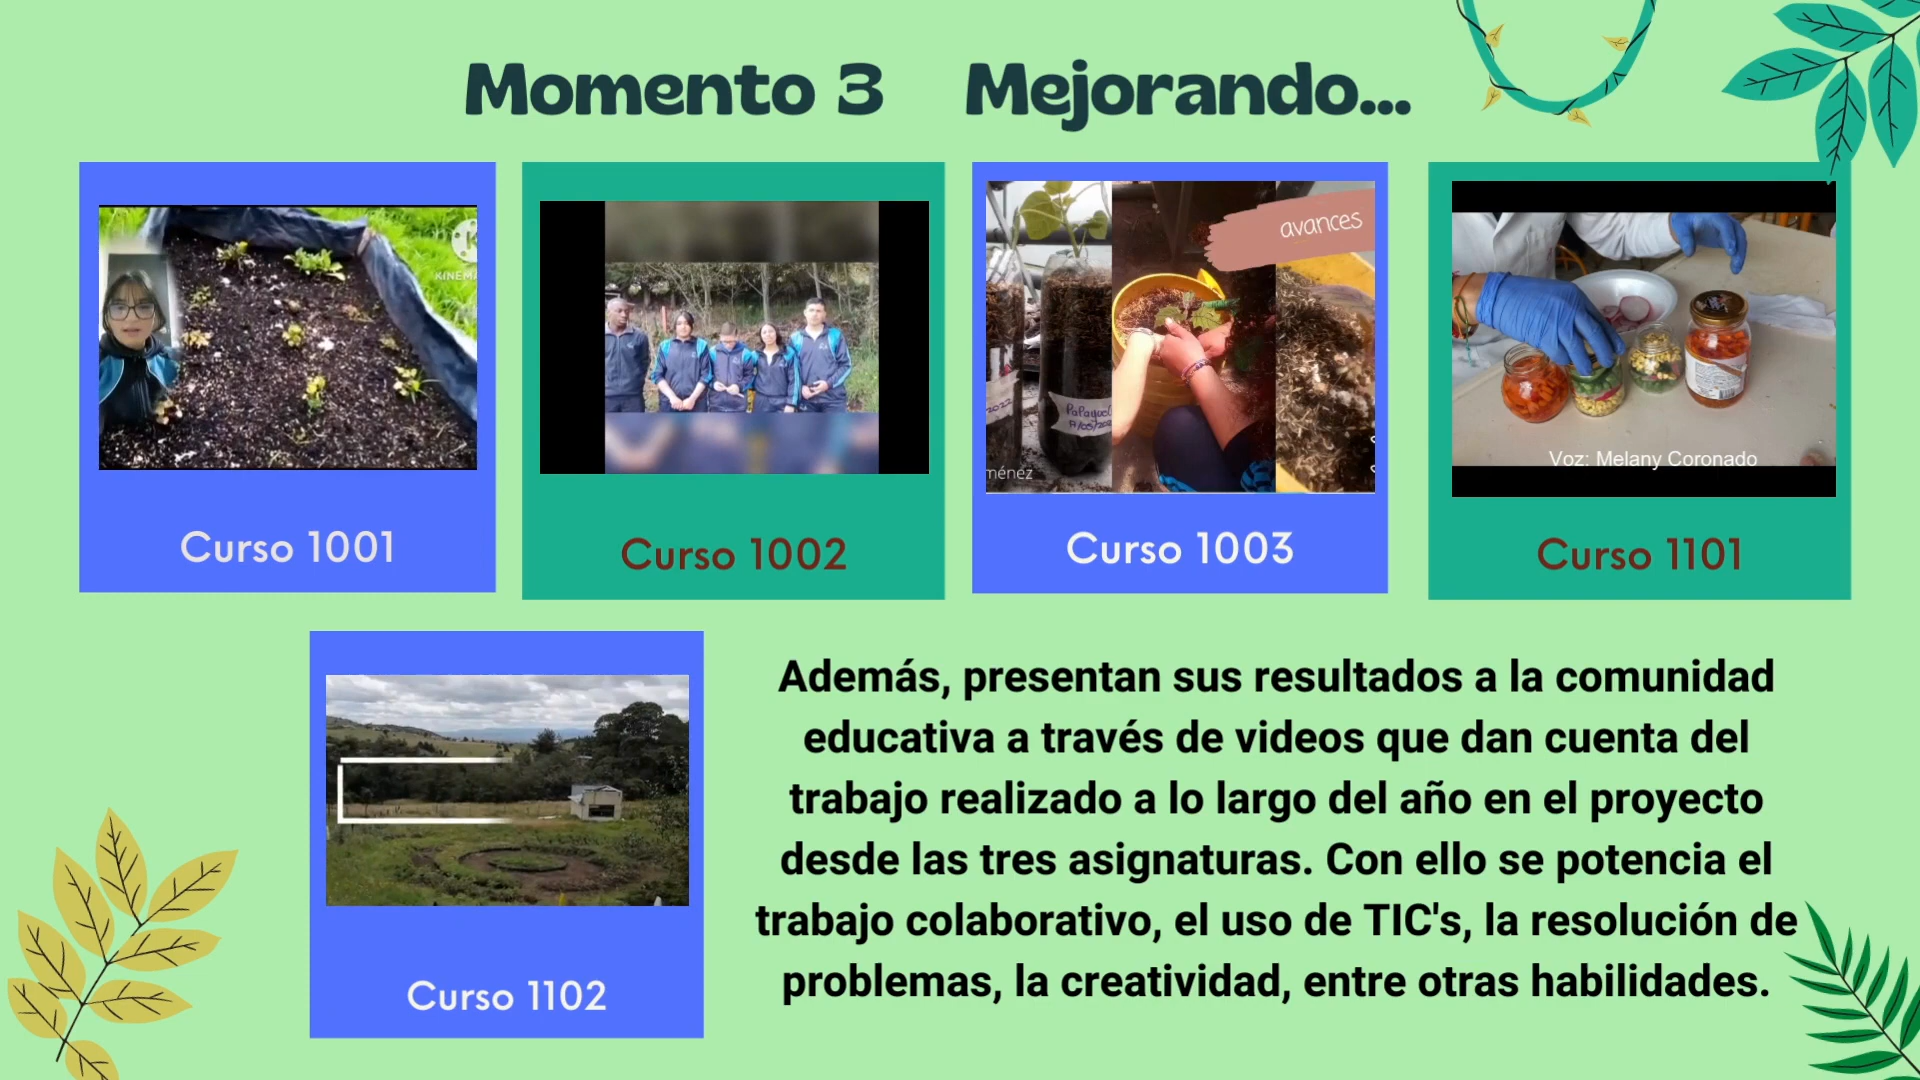 Momento 3 Mejorando...
avances
Voz: Melany Coronado
Curso 1001
Curso 1002
Curso 1003
Curso 1101
Además, presentan sus resultados a la comunidad
educativa a través de videos que dan cuenta del
trabajo realizado a lo largo del año en el proyecto
desde las tres asignaturas. Con ello se potencia el
trabajo colaborativo, el uso de TIC's, la resolución de
problemas, la creatividad, entre otras habilidades.
Curso 1102